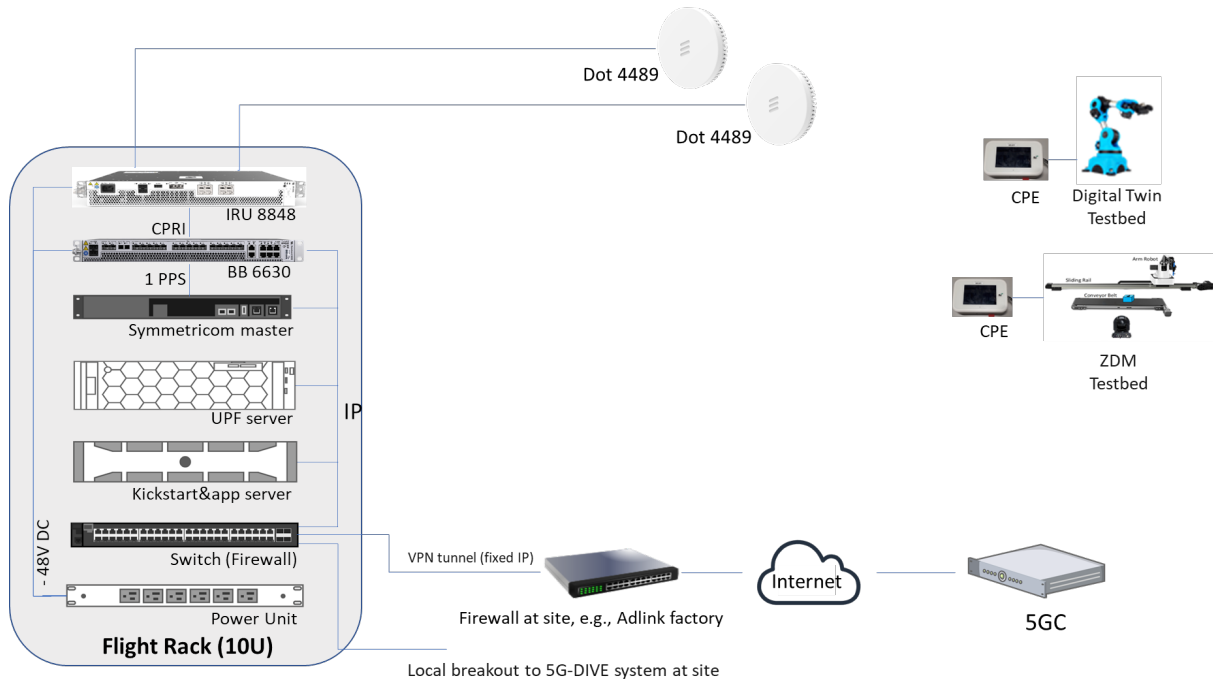 Dot 4489
Dot 4489
IRU 8848
CPRI
BB 6630
1 PPS
Symmetricom master
UPF server
IP
Kickstart&app server
- 48V DC
Switch (Firewall)
Power Unit
Flight Rack (10U)
CPE
Digital Twin
Testbed
Arm Robot
Sliding Rail
Conveyor Belt
CPE
ZDM
Testbed
VPN tunnel (fixed IP)
Internet
Firewall at site, e.g., Adlink factory
5GC
Local breakout to 5G-DIVE system at site